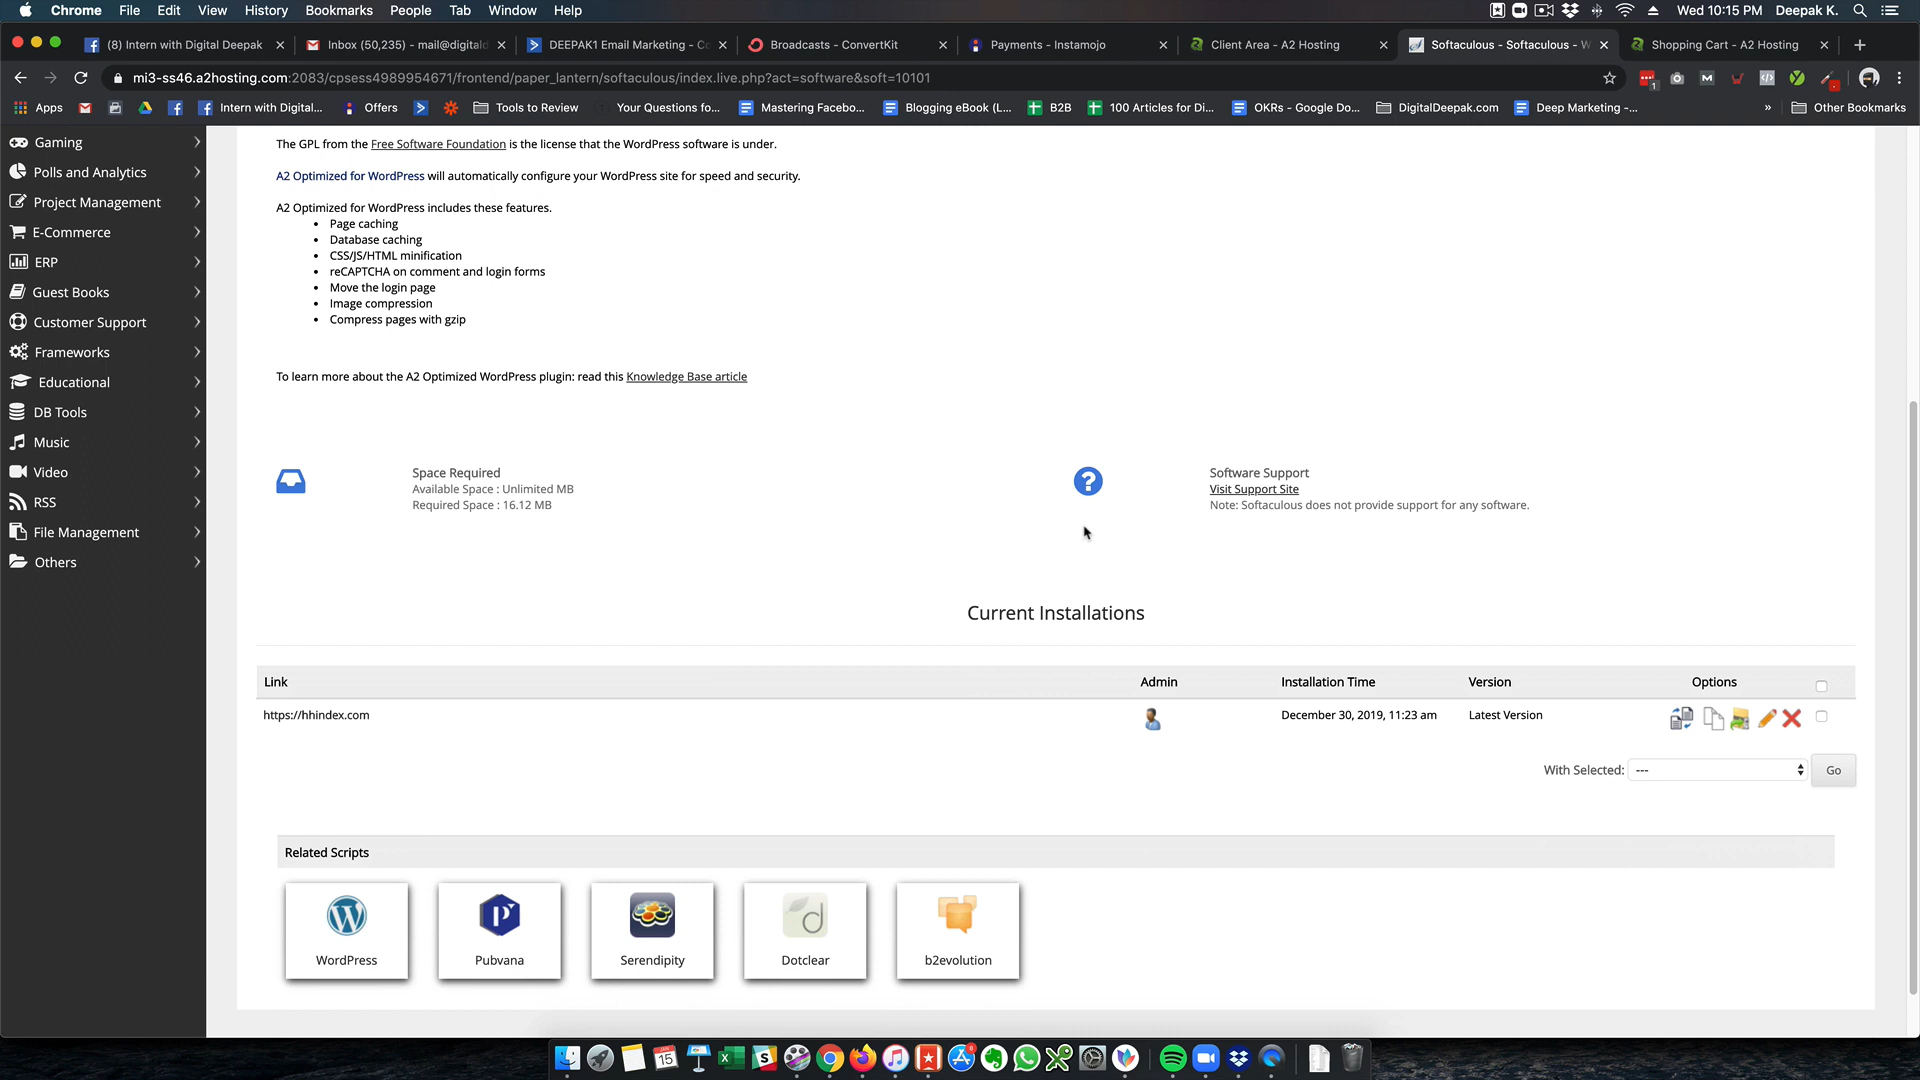 Chrome File Edit View History Bookmarks People Tab Window Help Wed 10:15 PM Deepak K.
(8) Intern with Digital Deepak Inbox (50,235) - mail@digitald DEEPAK1 Email Marketing - Co Broadcasts - ConvertKit Payments - Instamojo Client Area - A2 Hosting Softaculous - Softaculous - W Shopping Cart - A2 Hosting
mi3-ss46.a2hosting.com:2083/cpsess4989954671/frontend/paper_lantern/softaculous/index.live.php?act=software&soft=10101
Apps Intern with Digital... Offers Tools to Review Your Questions fo... Mastering Facebo... Blogging eBook (L... B2B 100 Articles for Di... OKRs - Google Do... DigitalDeepak.com Deep Marketing -... » Other Bookmarks
Gaming
Polls and Analytics
Project Management
E-Commerce
ERP
Guest Books
Customer Support
Frameworks
Educational
DB Tools
Music
Video
RSS
File Management
Others
The GPL from the Free Software Foundation is the license that the WordPress software is under.
A2 Optimized for WordPress will automatically configure your WordPress site for speed and security.
A2 Optimized for WordPress includes these features.
• Page caching
• Database caching
• CSS/JS/HTML minification
• reCAPTCHA on comment and login forms
• Move the login page
• Image compression
• Compress pages with gzip
To learn more about the A2 Optimized WordPress plugin: read this Knowledge Base article
Space Required
Available Space : Unlimited MB
Required Space : 16.12 MB
Software Support
Visit Support Site
Note: Softaculous does not provide support for any software.
Current Installations
Link Admin Installation Time Version Options
https://hhindex.com December 30, 2019, 11:23 am Latest Version
With Selected: --- Go
Related Scripts
WordPress Pubvana Serendipity Dotclear b2evolution